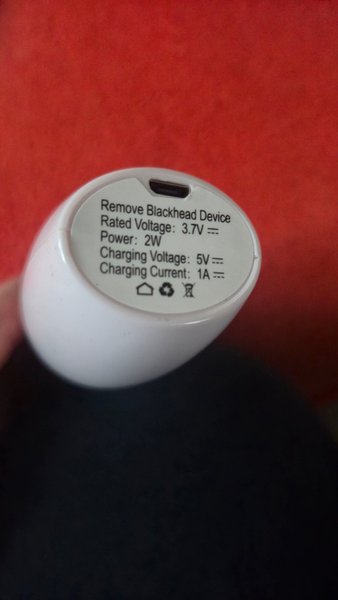 Remove Blackhead Device
Rated Voltage: 3.7V ⎓
Power: 2W
Charging Voltage: 5V ⎓
Charging Current: 1A ⎓